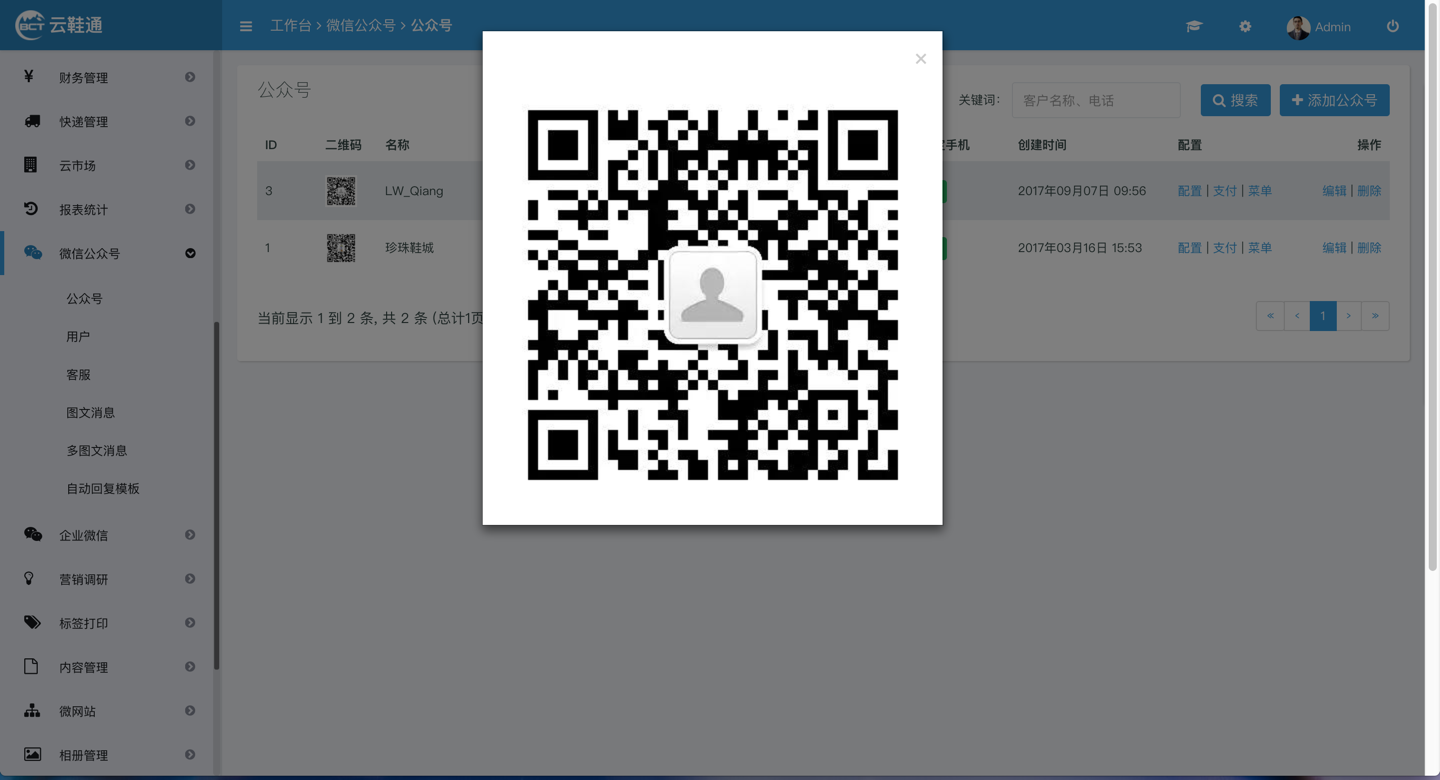 BCT 云鞋通
工作台 > 微信公众号 > 公众号
Admin
¥ 财务管理
快递管理
云市场
报表统计
微信公众号
公众号
用户
客服
图文消息
多图文消息
自动回复模板
企业微信
营销调研
标签打印
内容管理
微网站
相册管理
×
公众号
关键词: 客户名称、电话 搜索 添加公众号
ID 二维码 名称 手机 创建时间 配置 操作
3 LW_Qiang 2017年09月07日 09:56 配置 | 支付 | 菜单 编辑 | 删除
1 珍珠鞋城 2017年03月16日 15:53 配置 | 支付 | 菜单 编辑 | 删除
当前显示 1 到 2 条, 共 2 条 (总计1页
« ‹ 1 › »